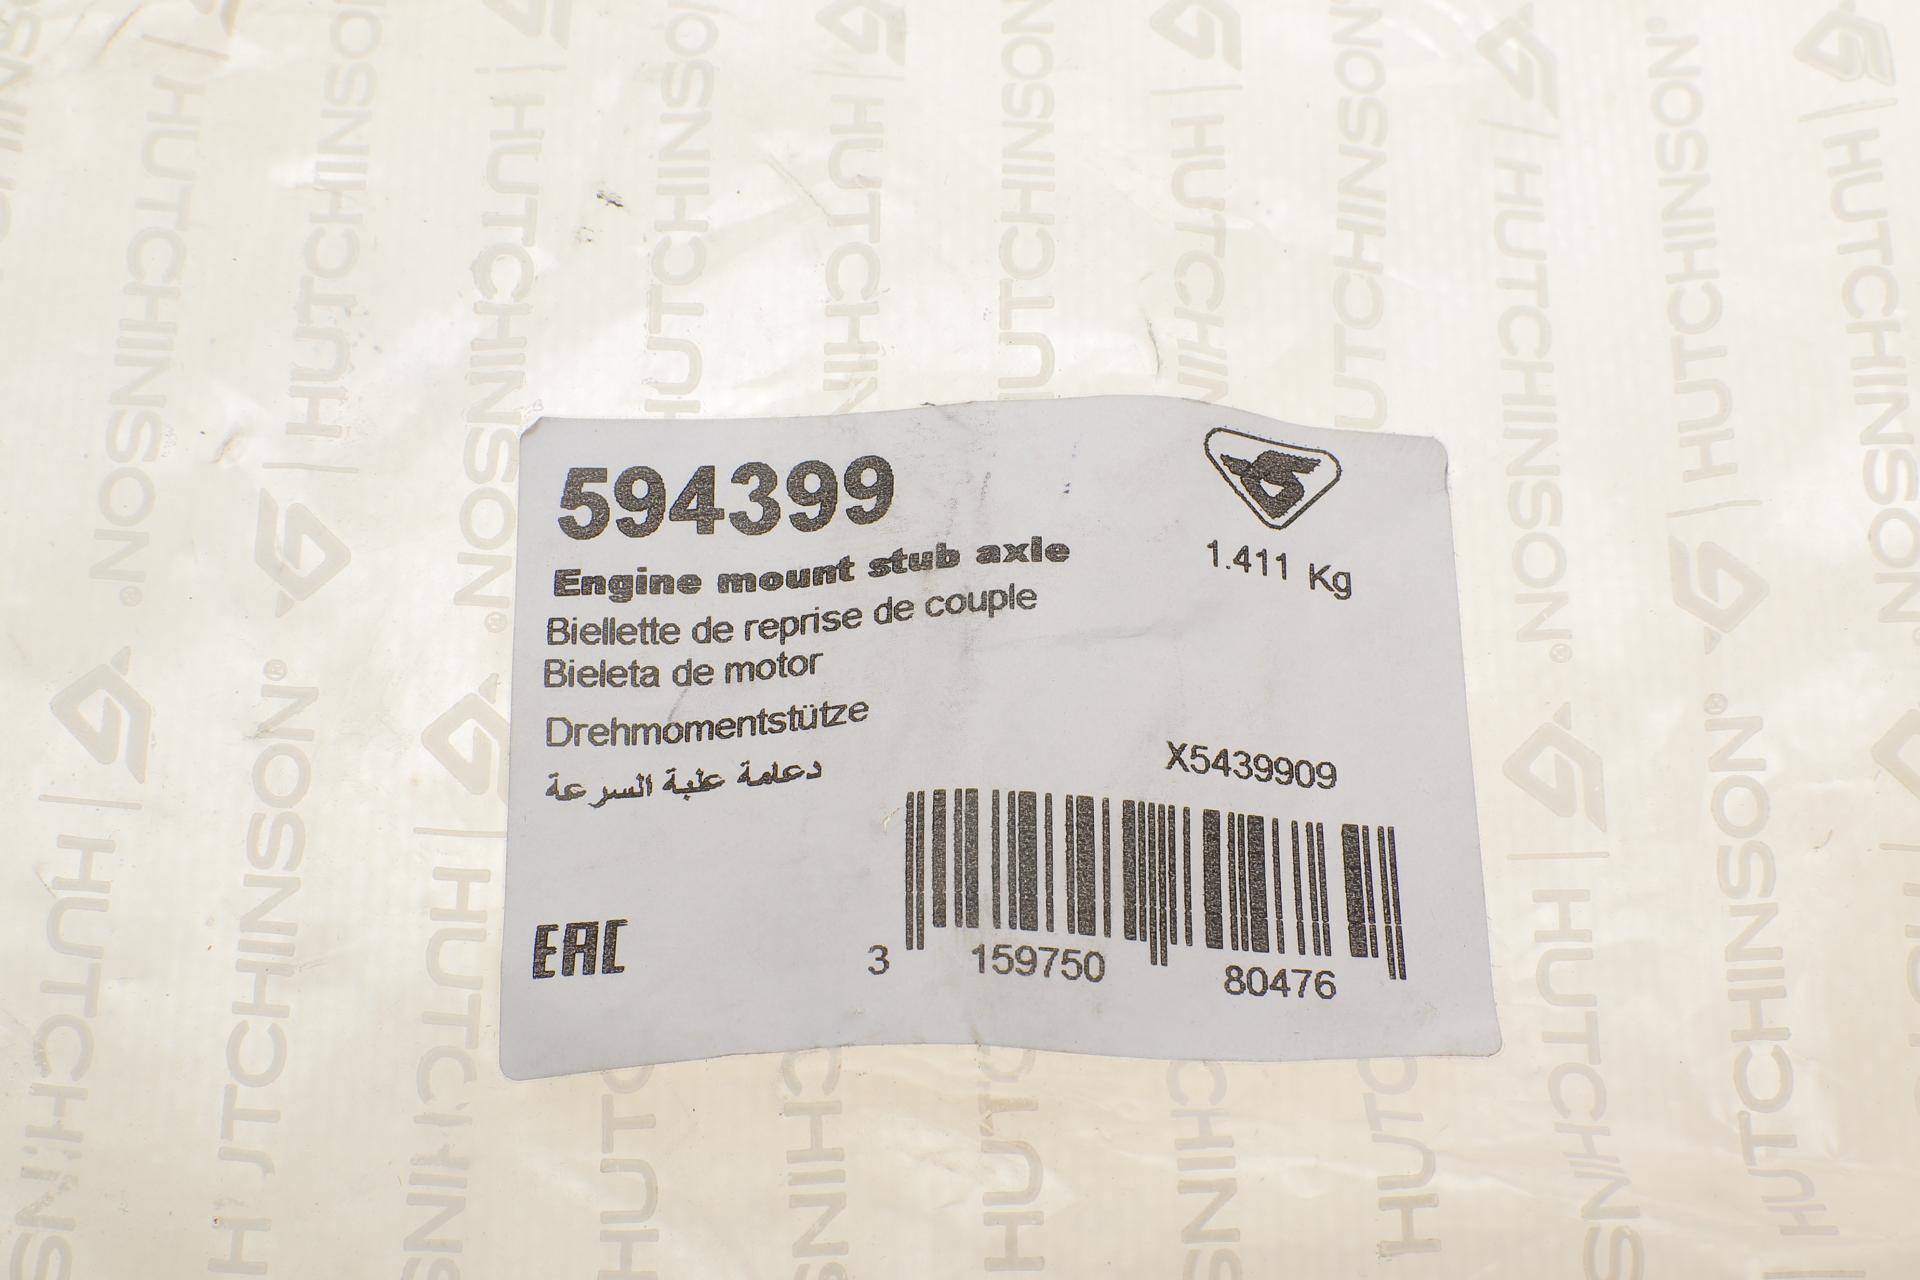 594399
1.411 Kg
Engine mount stub axle
Biellette de reprise de couple
Bieleta de motor
Drehmomentstütze
دعامة علبة السرعة
X5439909
EAC
3 159750 80476
HUTCHINSON®